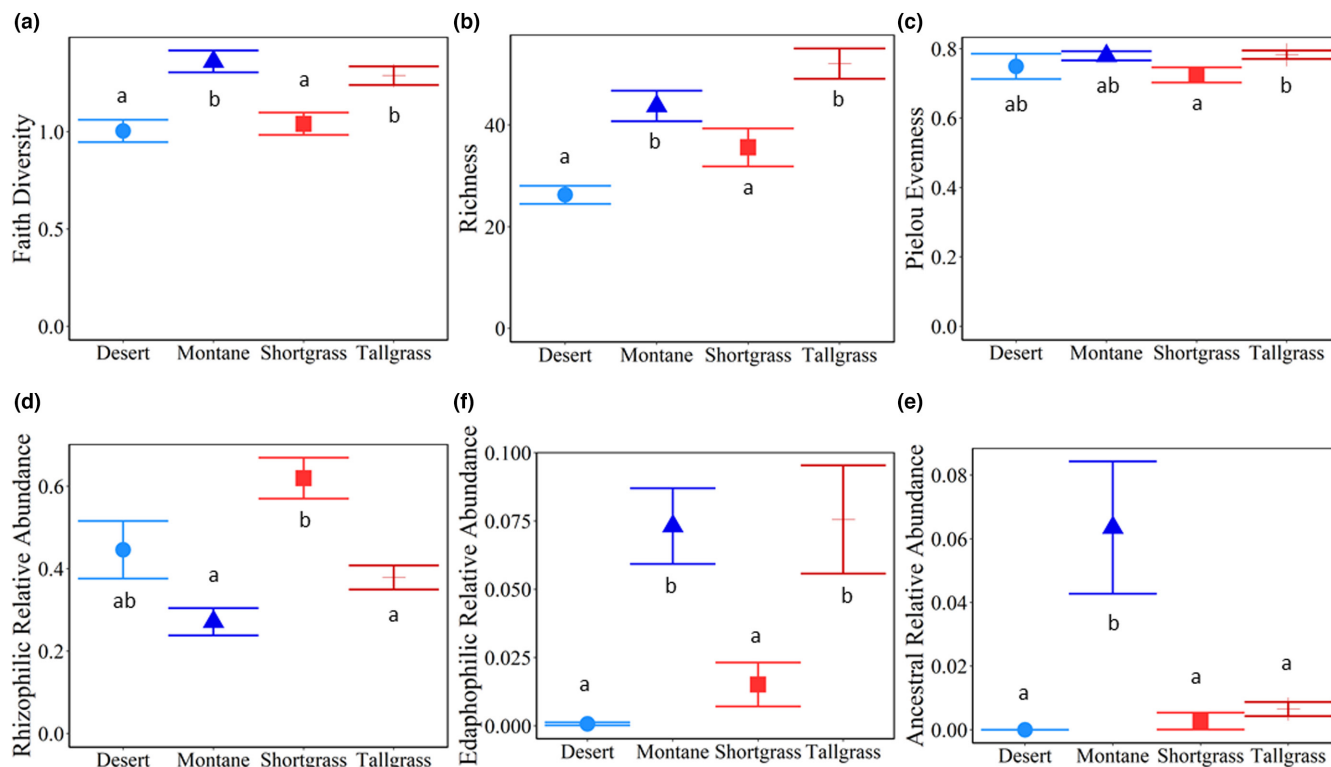 (a)
Faith Diversity
1.0
0.5
0.0
a
b
a
b
Desert Montane Shortgrass Tallgrass
(b)
Richness
40
20
0
a
b
a
b
Desert Montane Shortgrass Tallgrass
(c)
Pielou Evenness
0.8
0.6
0.4
0.2
0.0
ab
ab
a
b
Desert Montane Shortgrass Tallgrass
(d)
Rhizophilic Relative Abundance
0.6
0.4
0.2
0.0
ab
a
b
a
Desert Montane Shortgrass Tallgrass
(f)
Edaphophilic Relative Abundance
0.100
0.075
0.050
0.025
0.000
a
b
a
b
Desert Montane Shortgrass Tallgrass
(e)
Ancestral Relative Abundance
0.08
0.06
0.04
0.02
0.00
a
b
a
a
Desert Montane Shortgrass Tallgrass